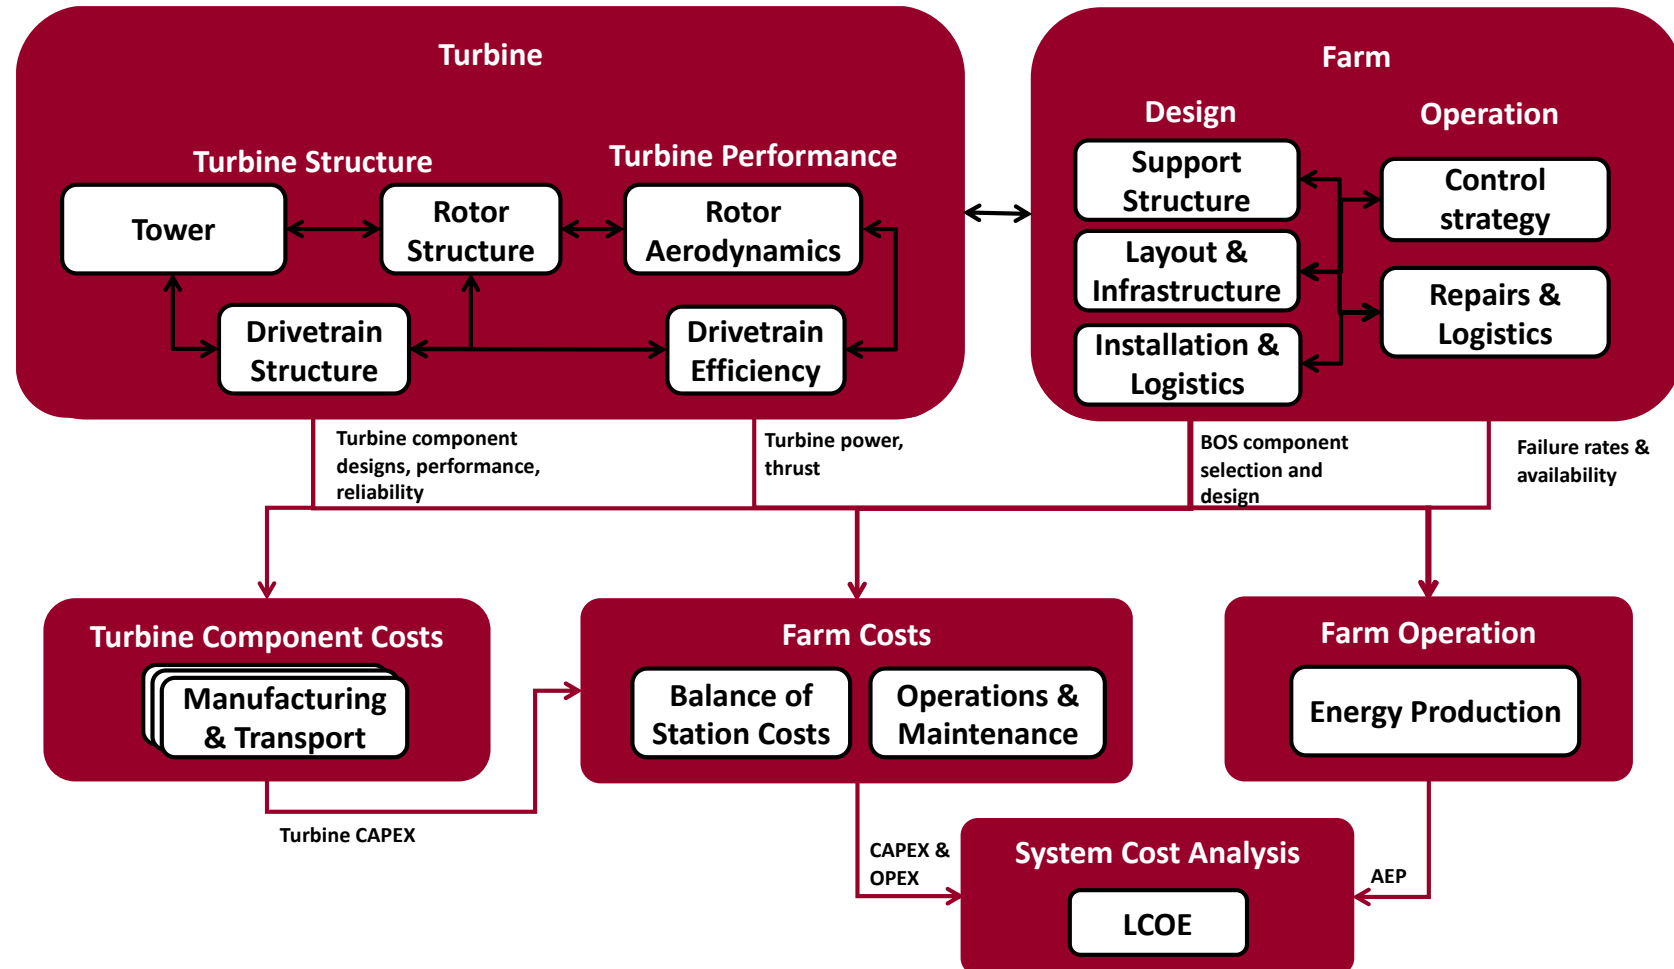 Turbine
Turbine Structure
Turbine Performance
Tower
Rotor
Structure
Rotor
Aerodynamics
Drivetrain
Structure
Drivetrain
Efficiency
Farm
Design
Operation
Support
Structure
Layout &
Infrastructure
Installation &
Logistics
Control
strategy
Repairs &
Logistics
Turbine component
designs, performance,
reliability
Turbine power,
thrust
BOS component
selection and
design
Failure rates &
availability
Turbine Component Costs
Manufacturing
& Transport
Farm Costs
Balance of
Station Costs
Operations &
Maintenance
Farm Operation
Energy Production
Turbine CAPEX
CAPEX &
OPEX
AEP
System Cost Analysis
LCOE